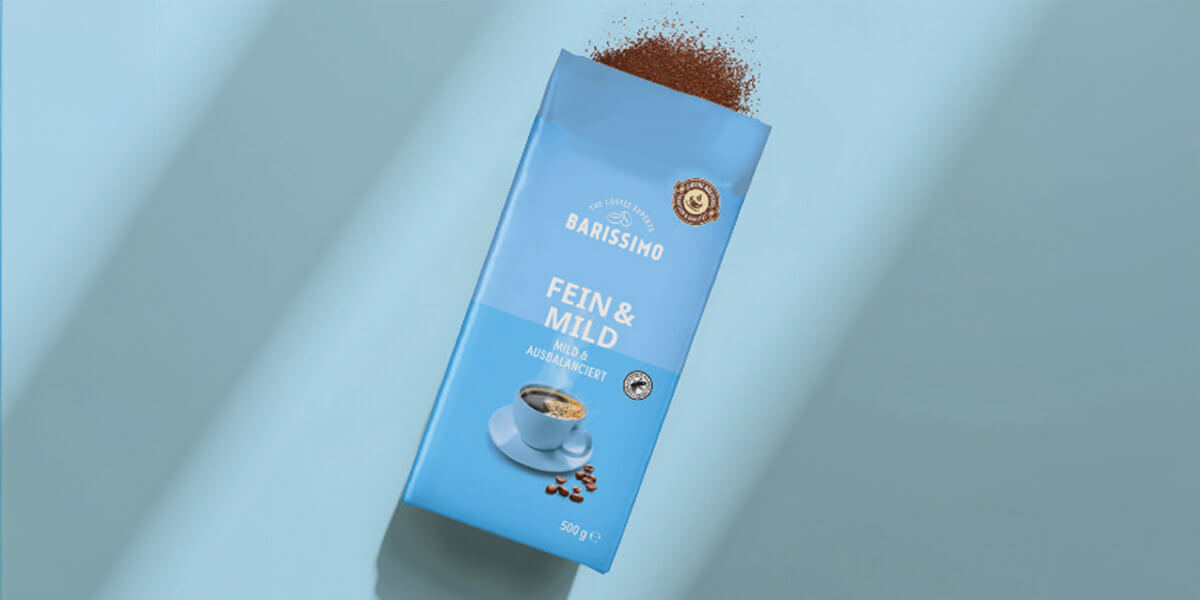 THE COFFEE EXPERTS
BARISSIMO
FEIN &
MILD
MILD &
AUSBALANCIERT
500 g e